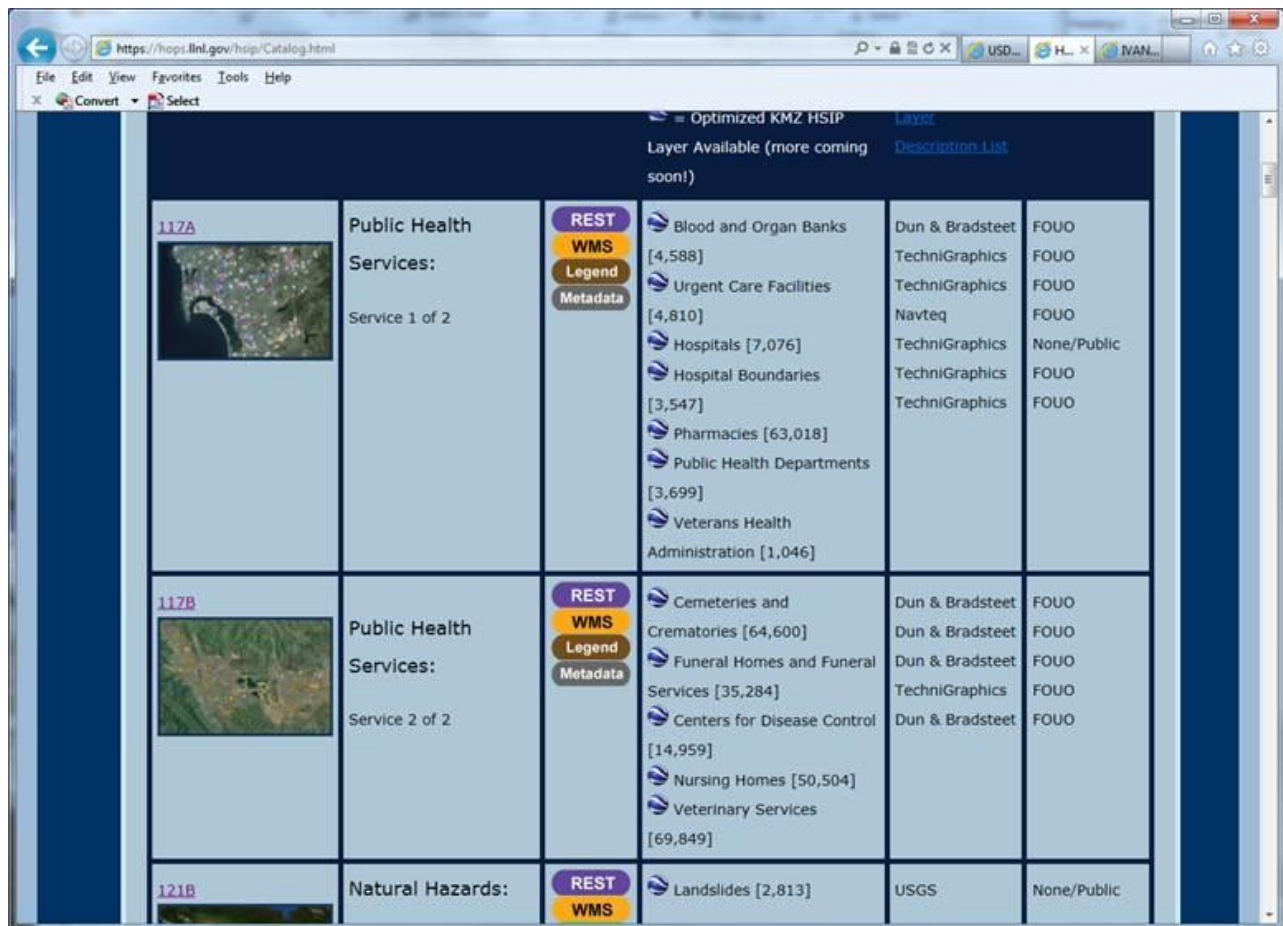 https://hops.llnl.gov/hsip/Catalog.html
USD...
H...
IVAN...
File Edit View Favorites Tools Help
x Convert Select
= Optimized KMZ HSIP
Layer Available (more coming
soon!)
Layer
Description List
117A
Public Health
Services:
Service 1 of 2
REST
WMS
Legend
Metadata
Blood and Organ Banks
[4,588]
Urgent Care Facilities
[4,810]
Hospitals [7,076]
Hospital Boundaries
[3,547]
Pharmacies [63,018]
Public Health Departments
[3,699]
Veterans Health
Administration [1,046]
Dun & Bradsteet
TechniGraphics
TechniGraphics
Navteq
TechniGraphics
TechniGraphics
TechniGraphics
FOUO
FOUO
FOUO
FOUO
None/Public
FOUO
FOUO
117B
Public Health
Services:
Service 2 of 2
REST
WMS
Legend
Metadata
Cemeteries and
Crematories [64,600]
Funeral Homes and Funeral
Services [35,284]
Centers for Disease Control
[14,959]
Nursing Homes [50,504]
Veterinary Services
[69,849]
Dun & Bradsteet
Dun & Bradsteet
Dun & Bradsteet
TechniGraphics
Dun & Bradsteet
FOUO
FOUO
FOUO
FOUO
FOUO
121B
Natural Hazards:
REST
WMS
Landslides [2,813]
USGS
None/Public